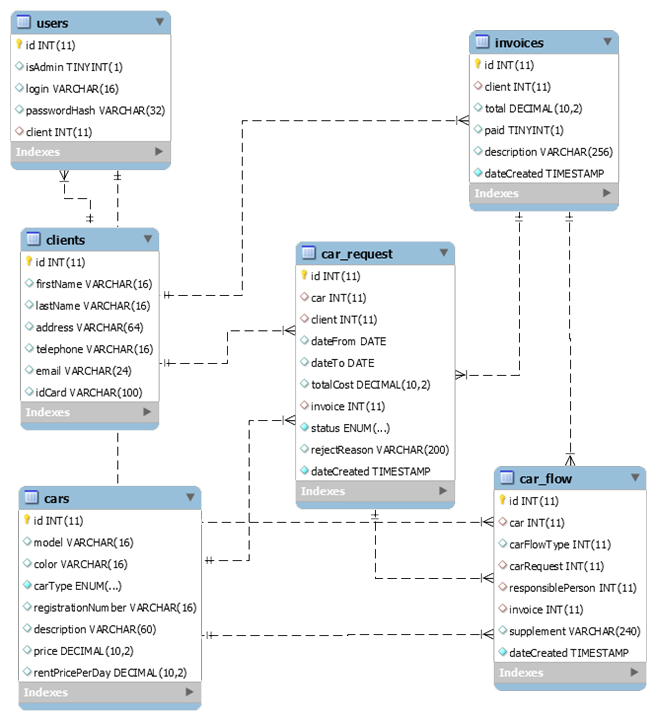 users
id INT(11)
isAdmin TINYINT(1)
login VARCHAR(16)
passwordHash VARCHAR(32)
client INT(11)
Indexes
clients
id INT(11)
firstName VARCHAR(16)
lastName VARCHAR(16)
address VARCHAR(64)
telephone VARCHAR(16)
email VARCHAR(24)
idCard VARCHAR(100)
Indexes
cars
id INT(11)
model VARCHAR(16)
color VARCHAR(16)
carType ENUM(...)
registrationNumber VARCHAR(16)
description VARCHAR(60)
price DECIMAL(10,2)
rentPricePerDay DECIMAL(10,2)
Indexes
car_request
id INT(11)
car INT(11)
client INT(11)
dateFrom DATE
dateTo DATE
totalCost DECIMAL(10,2)
invoice INT(11)
status ENUM(...)
rejectReason VARCHAR(200)
dateCreated TIMESTAMP
Indexes
invoices
id INT(11)
client INT(11)
total DECIMAL(10,2)
paid TINYINT(1)
description VARCHAR(256)
dateCreated TIMESTAMP
Indexes
car_flow
id INT(11)
car INT(11)
carFlowType INT(11)
carRequest INT(11)
responsiblePerson INT(11)
invoice INT(11)
supplement VARCHAR(240)
dateCreated TIMESTAMP
Indexes